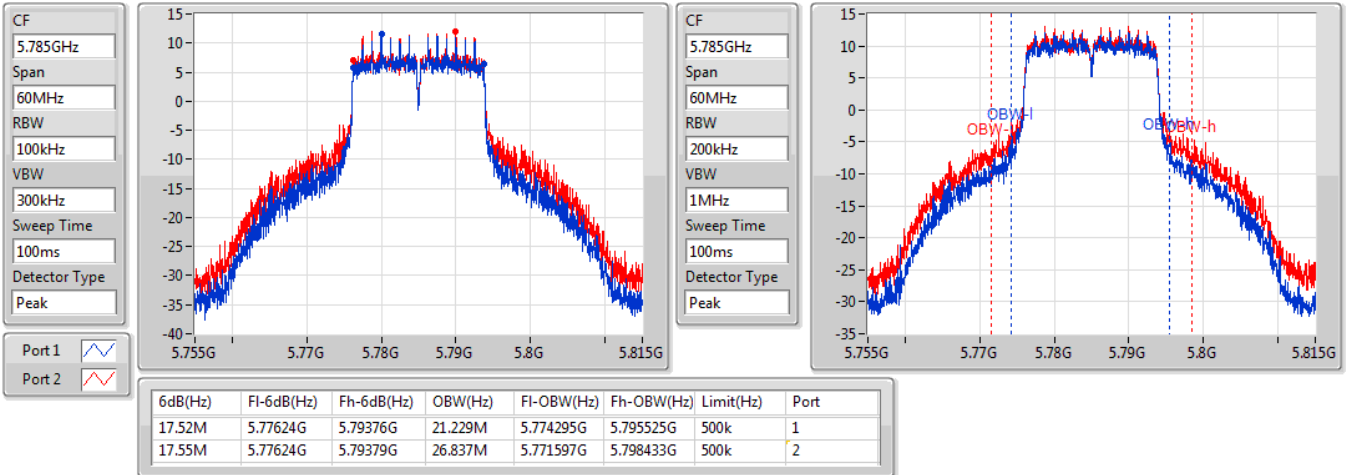 CF
5.785GHz
Span
60MHz
RBW
100kHz
VBW
300kHz
Sweep Time
100ms
Detector Type
Peak
Port 1
Port 2
15
10
5
0
-5
-10
-15
-20
-25
-30
-35
-40
5.755G 5.77G 5.78G 5.79G 5.8G 5.815G
CF
5.785GHz
Span
60MHz
RBW
200kHz
VBW
1MHz
Sweep Time
100ms
Detector Type
Peak
15
10
5
0
-5
-10
-15
-20
-25
-30
-35
OBW-l
OBW-h
5.755G 5.77G 5.78G 5.79G 5.8G 5.815G
6dB(Hz) Fl-6dB(Hz) Fh-6dB(Hz) OBW(Hz) Fl-OBW(Hz) Fh-OBW(Hz) Limit(Hz) Port
17.52M 5.77624G 5.79376G 21.229M 5.774295G 5.795525G 500k 1
17.55M 5.77624G 5.79379G 26.837M 5.771597G 5.798433G 500k 2